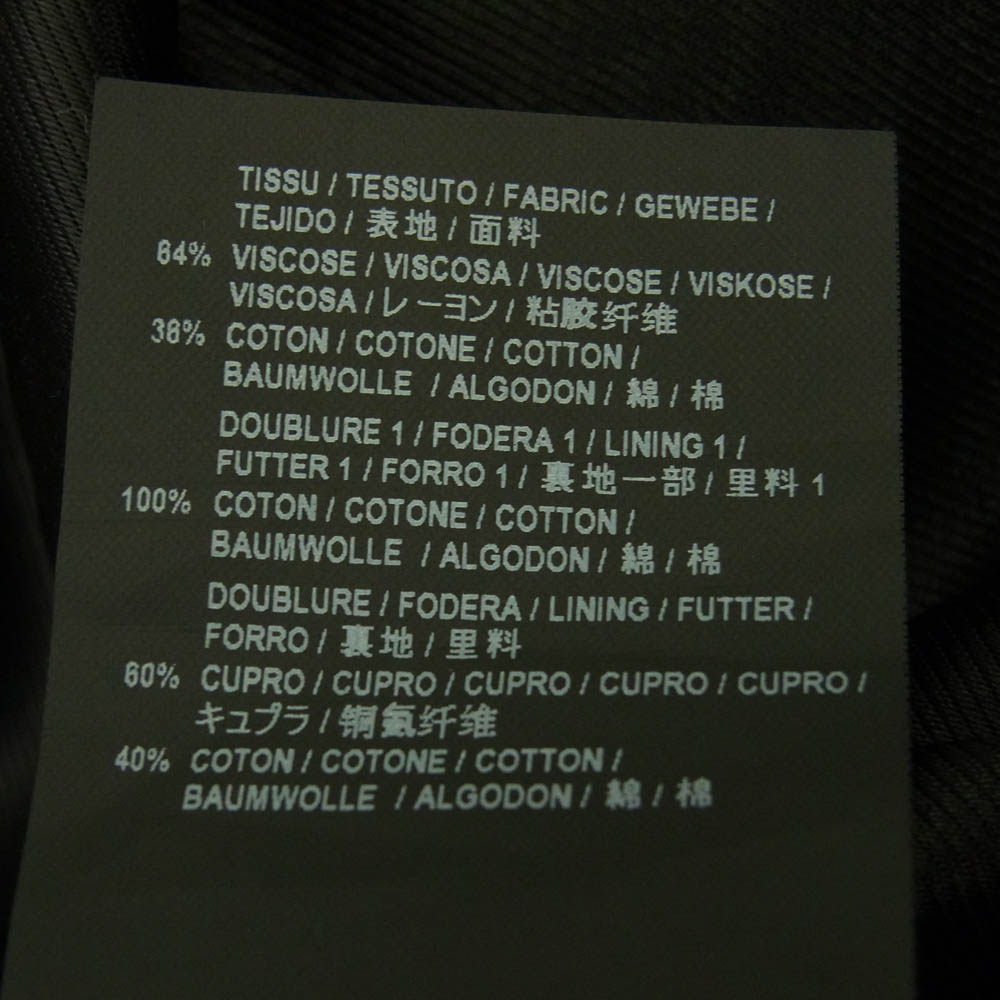 TISSU / TESSUTO / FABRIC / GEWEBE /
TEJIDO / 表地 / 面料
64% VISCOSE / VISCOSA / VISCOSE / VISKOSE /
VISCOSA / レーヨン / 粘胶纤维
36% COTON / COTONE / COTTON /
BAUMWOLLE / ALGODON / 綿 / 棉
DOUBLURE 1 / FODERA 1 / LINING 1 /
FUTTER 1 / FORRO 1 / 裏地一部 / 里料 1
100% COTON / COTONE / COTTON /
BAUMWOLLE / ALGODON / 綿 / 棉
DOUBLURE / FODERA / LINING / FUTTER /
FORRO / 裏地 / 里料
60% CUPRO / CUPRO / CUPRO / CUPRO / CUPRO /
キュプラ / 铜氨纤维
40% COTON / COTONE / COTTON /
BAUMWOLLE / ALGODON / 綿 / 棉